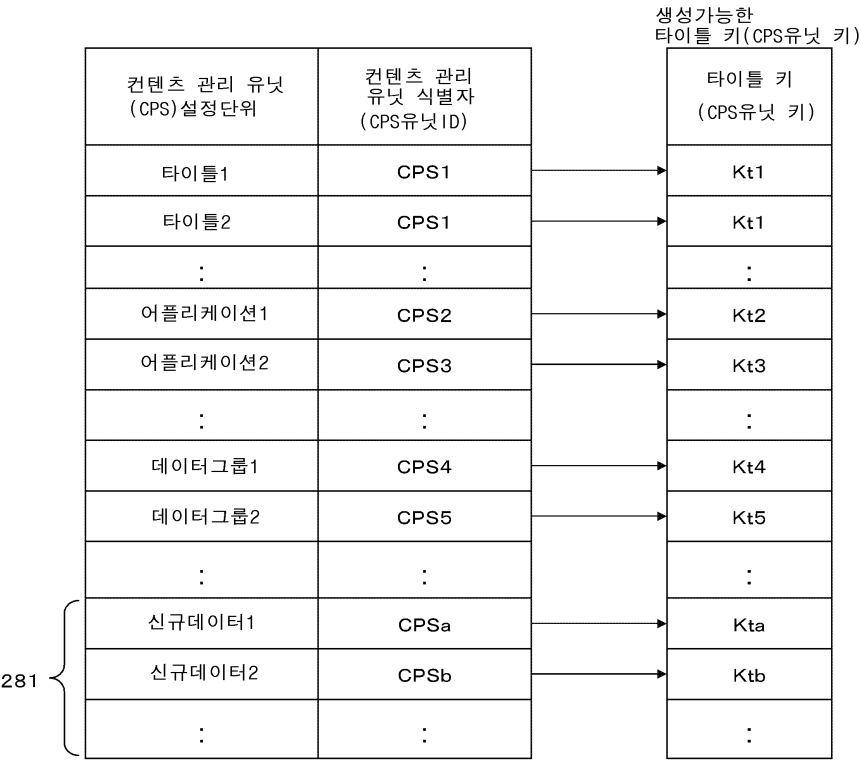 생성가능한
타이틀 키(CPS유닛 키)
컨텐츠 관리 유닛
(CPS)설정단위
컨텐츠 관리
유닛 식별자
(CPS유닛ID)
타이틀 키
(CPS유닛 키)
타이틀1 CPS1 Kt1
타이틀2 CPS1 Kt1
: : :
어플리케이션1 CPS2 Kt2
어플리케이션2 CPS3 Kt3
: : :
데이터그룹1 CPS4 Kt4
데이터그룹2 CPS5 Kt5
: : :
신규데이터1 CPSa Kta
281
신규데이터2 CPSb Ktb
: : :